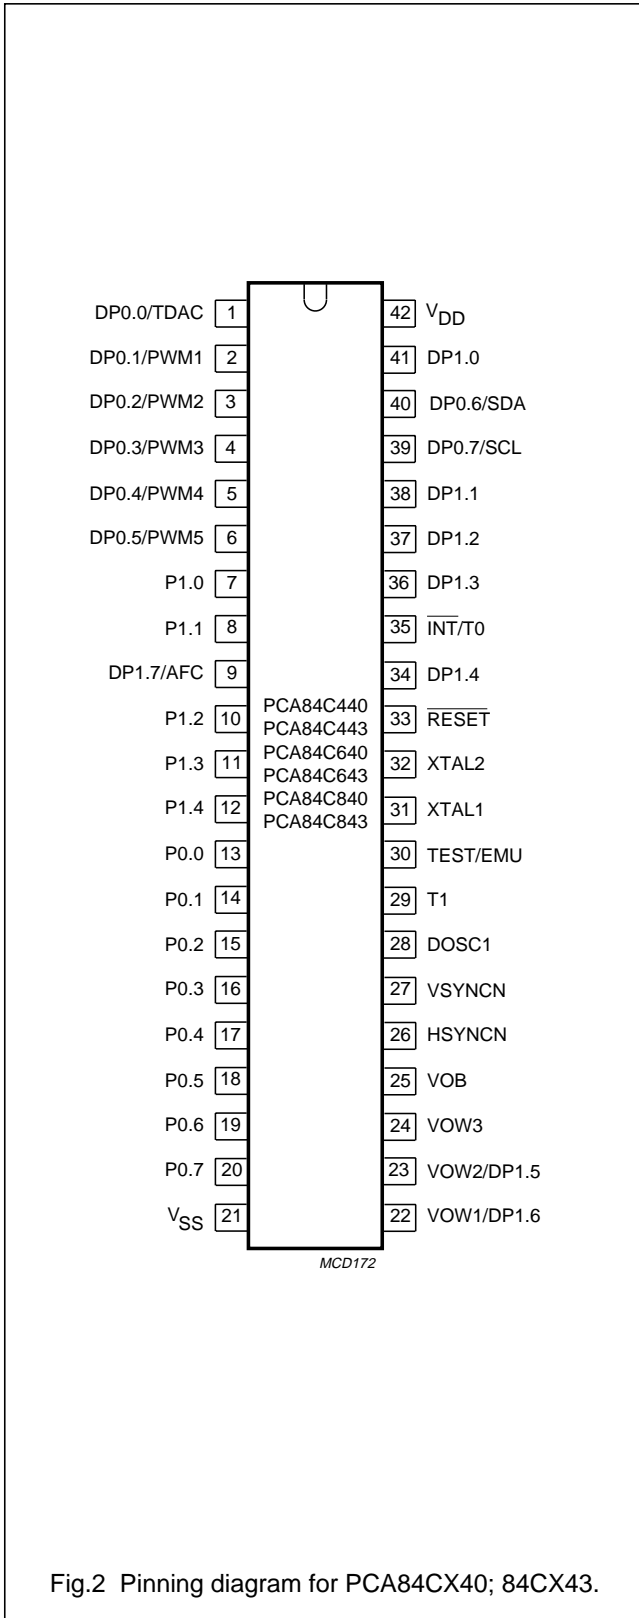 DP0.0/TDAC 1 42 VDD
DP0.1/PWM1 2 41 DP1.0
DP0.2/PWM2 3 40 DP0.6/SDA
DP0.3/PWM3 4 39 DP0.7/SCL
DP0.4/PWM4 5 38 DP1.1
DP0.5/PWM5 6 37 DP1.2
P1.0 7 36 DP1.3
P1.1 8 35 INT/T0
DP1.7/AFC 9 34 DP1.4
PCA84C440
P1.2 10 33 RESET
PCA84C443
PCA84C640
P1.3 11 32 XTAL2
PCA84C643
PCA84C840
P1.4 12 31 XTAL1
PCA84C843
P0.0 13 30 TEST/EMU
P0.1 14 29 T1
P0.2 15 28 DOSC1
P0.3 16 27 VSYNCN
P0.4 17 26 HSYNCN
P0.5 18 25 VOB
P0.6 19 24 VOW3
P0.7 20 23 VOW2/DP1.5
VSS 21 22 VOW1/DP1.6
MCD172
Fig.2 Pinning diagram for PCA84CX40; 84CX43.